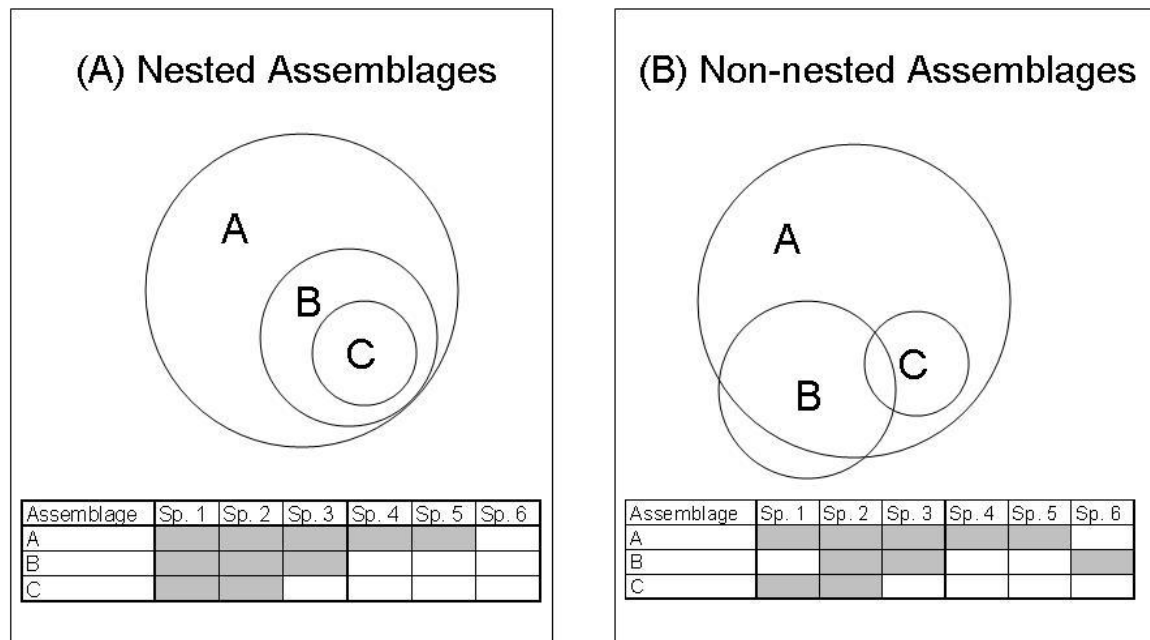 (A) Nested Assemblages
A
B
C
Assemblage Sp. 1 Sp. 2 Sp. 3 Sp. 4 Sp. 5 Sp. 6
A
B
C
(B) Non-nested Assemblages
A
B
C
Assemblage Sp. 1 Sp. 2 Sp. 3 Sp. 4 Sp. 5 Sp. 6
A
B
C